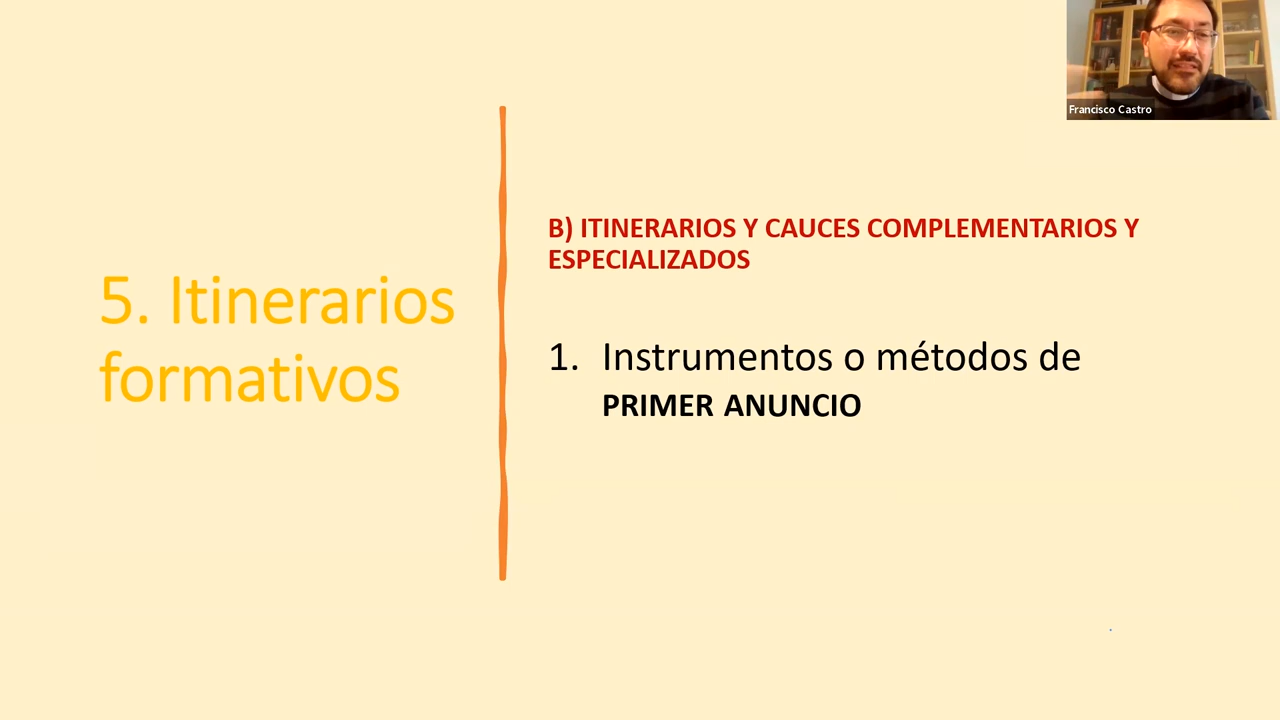 Francisco Castro
5. Itinerarios
formativos
B) ITINERARIOS Y CAUCES COMPLEMENTARIOS Y
ESPECIALIZADOS
1. Instrumentos o métodos de
PRIMER ANUNCIO